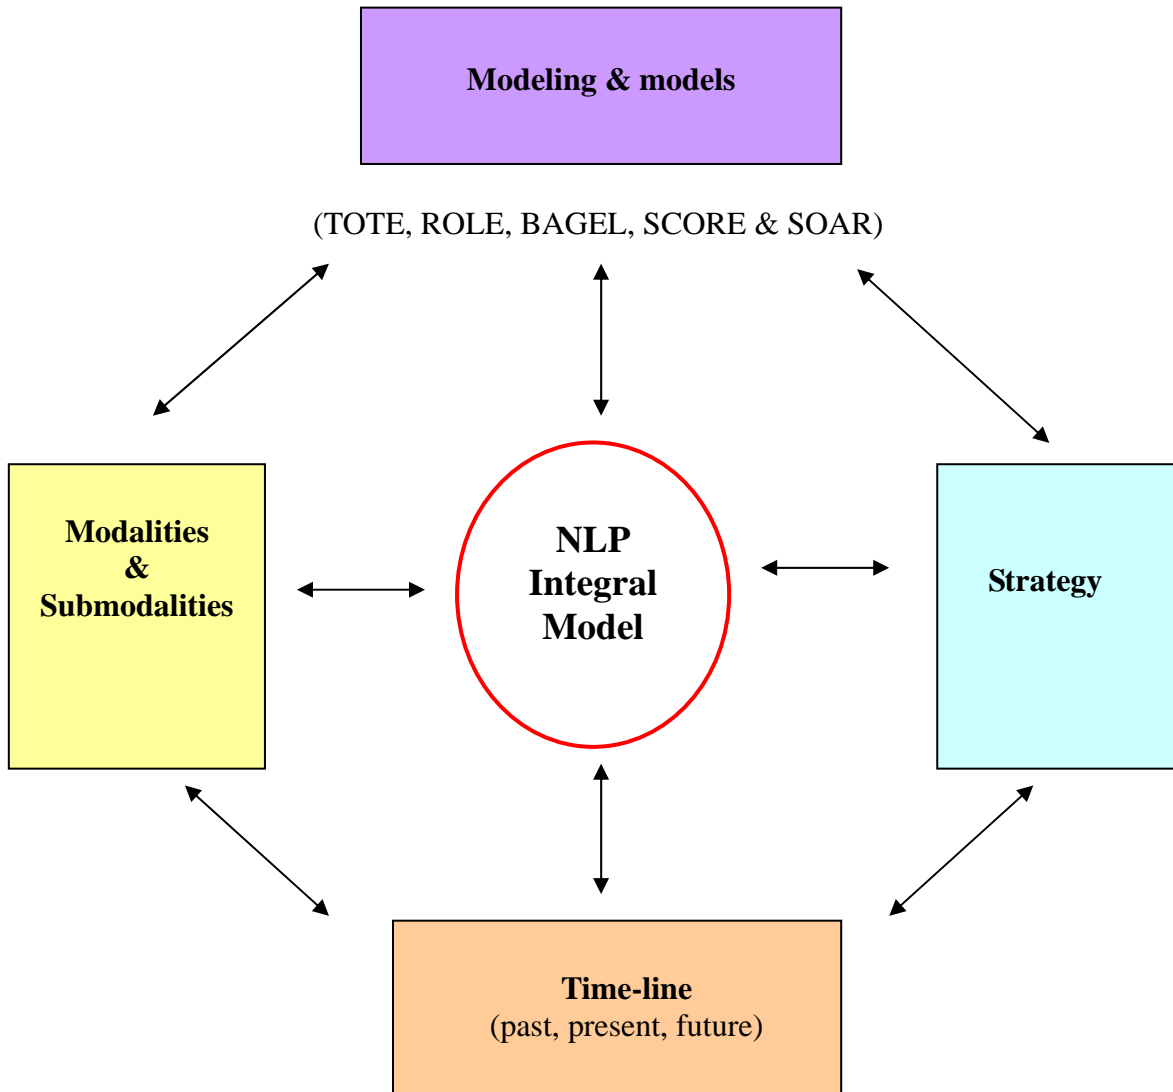 Modeling & models
(TOTE, ROLE, BAGEL, SCORE & SOAR)
Modalities
&
Submodalities
NLP
Integral
Model
Strategy
Time-line
(past, present, future)